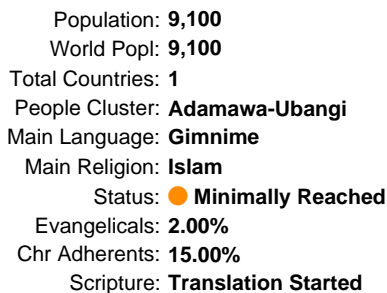 Population: 9,100
World Popl: 9,100
Total Countries: 1
People Cluster: Adamawa-Ubangi
Main Language: Gimnime
Main Religion: Islam
Status: Minimally Reached
Evangelicals: 2.00%
Chr Adherents: 15.00%
Scripture: Translation Started